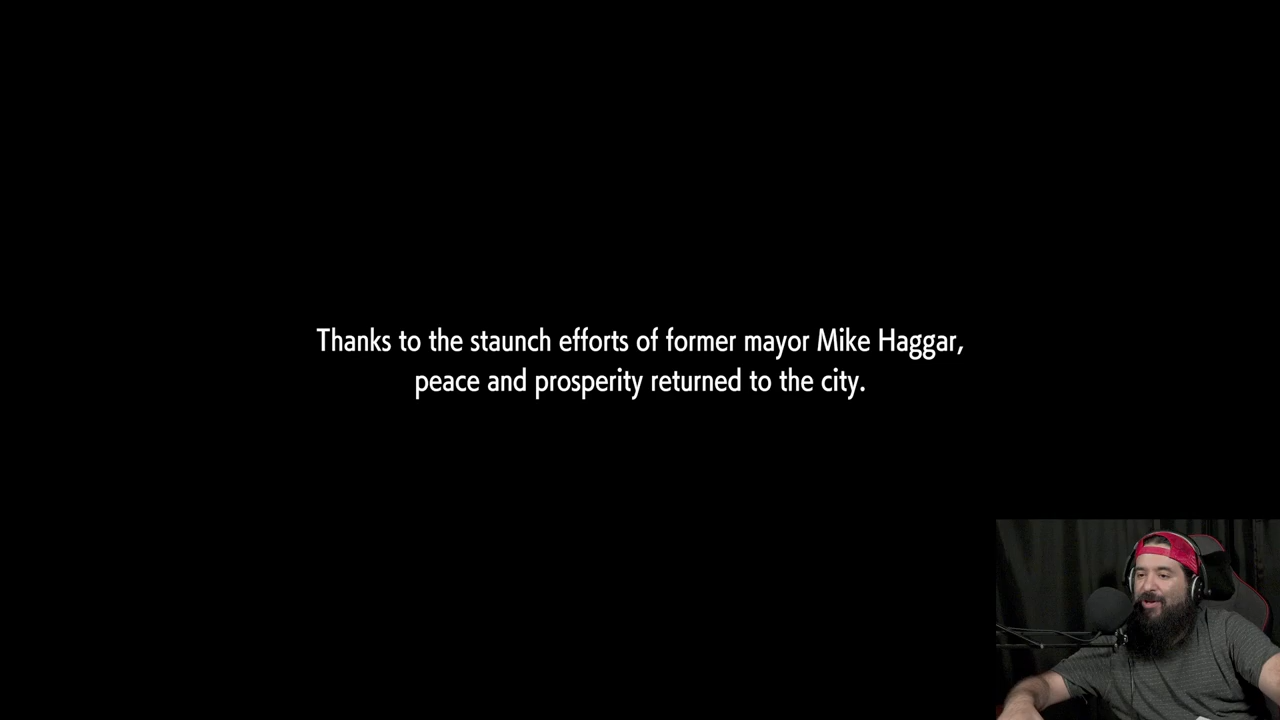 Thanks to the staunch efforts of former mayor Mike Haggar,
peace and prosperity returned to the city.